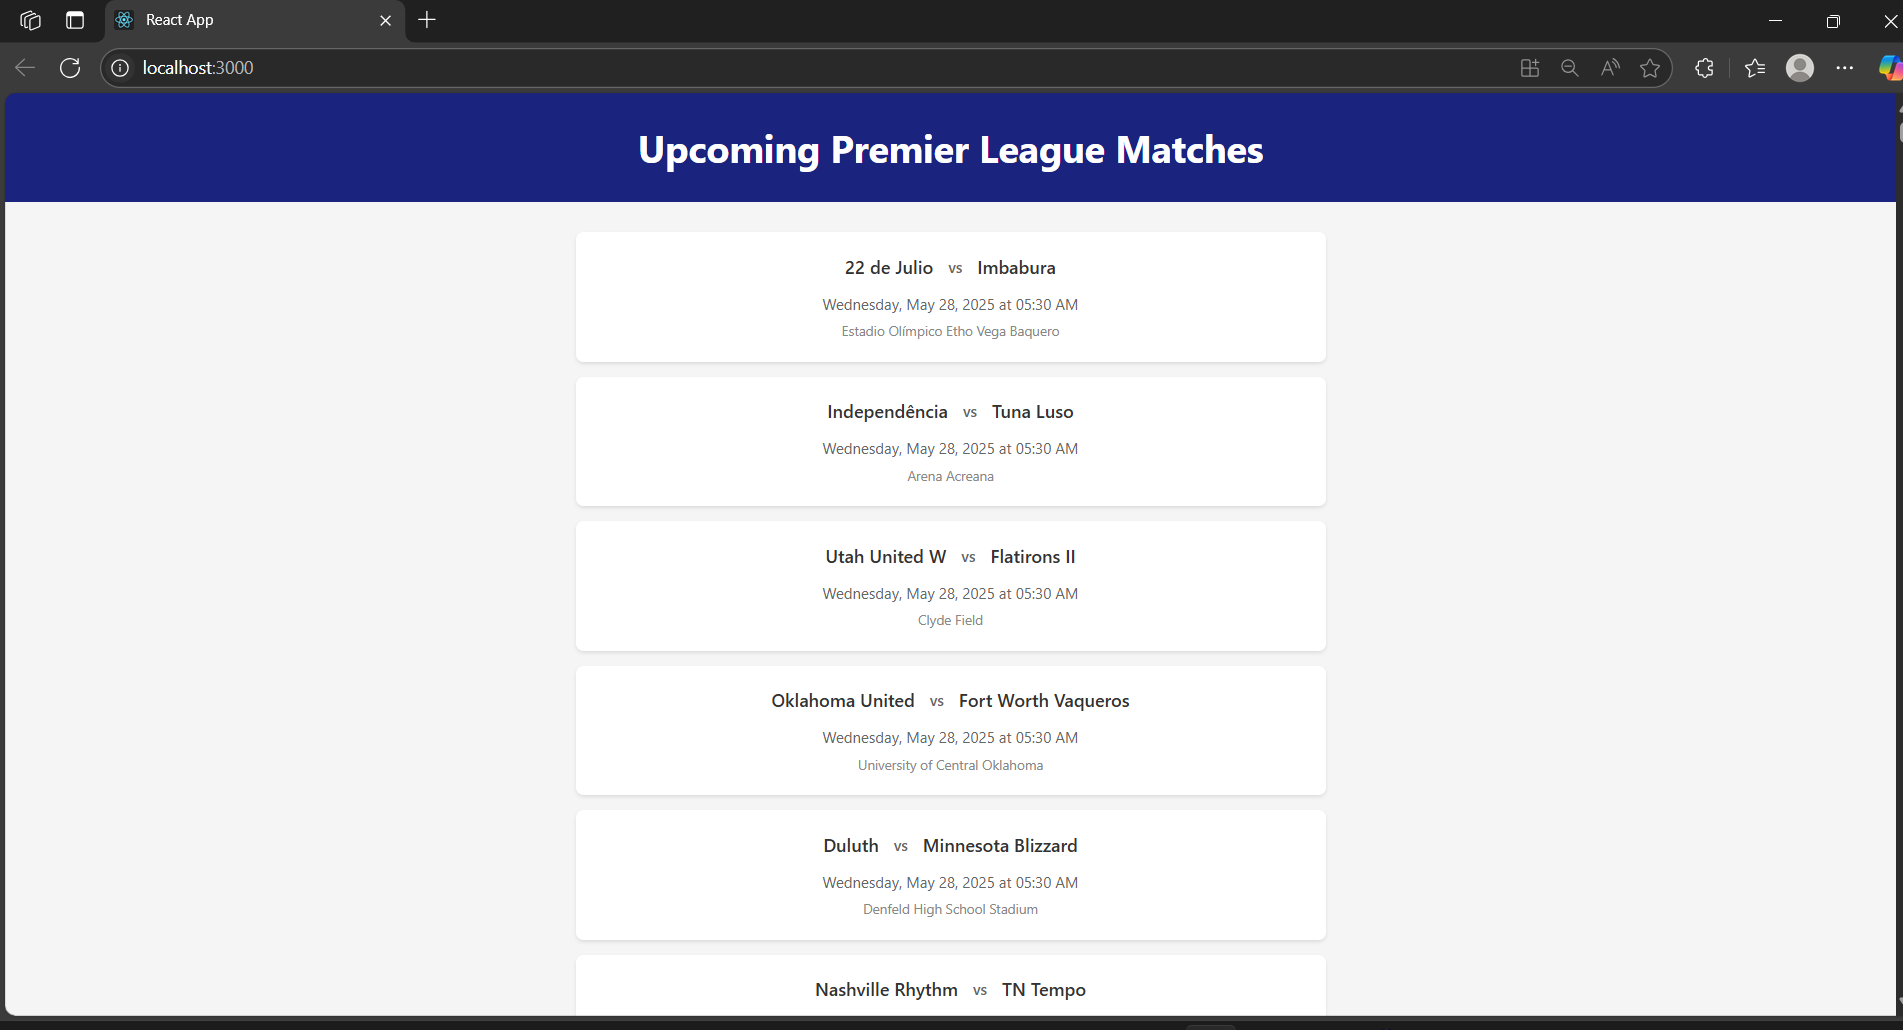 React App
localhost:3000
Upcoming Premier League Matches
22 de Julio vs Imbabura
Wednesday, May 28, 2025 at 05:30 AM
Estadio Olímpico Etho Vega Baquero
Independência vs Tuna Luso
Wednesday, May 28, 2025 at 05:30 AM
Arena Acreana
Utah United W vs Flatirons II
Wednesday, May 28, 2025 at 05:30 AM
Clyde Field
Oklahoma United vs Fort Worth Vaqueros
Wednesday, May 28, 2025 at 05:30 AM
University of Central Oklahoma
Duluth vs Minnesota Blizzard
Wednesday, May 28, 2025 at 05:30 AM
Denfeld High School Stadium
Nashville Rhythm vs TN Tempo